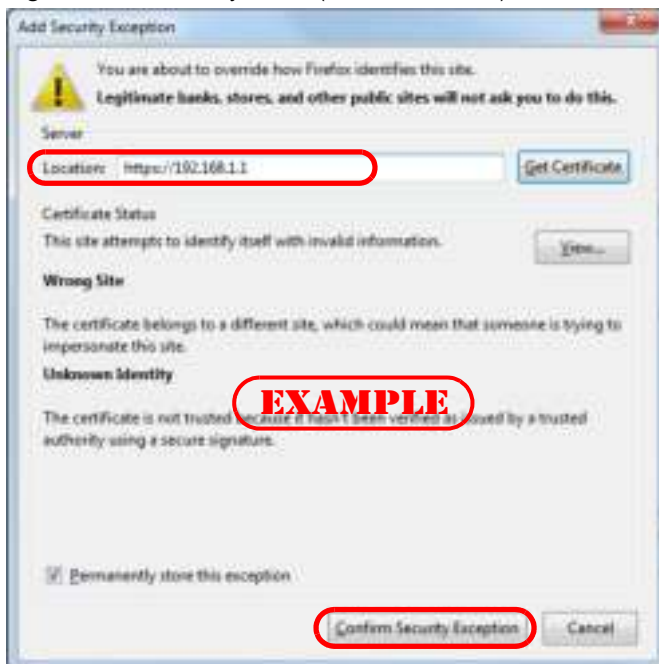 Add Security Exception
You are about to override how Firefox identifies this site.
Legitimate banks, stores, and other public sites will not ask you to do this.
Server
Location: https://192.168.1.1
Get Certificate
Certificate Status
This site attempts to identify itself with invalid information.
View...
Wrong Site
The certificate belongs to a different site, which could mean that someone is trying to
impersonate this site.
Unknown Identity
EXAMPLE
The certificate is not trusted because it hasn't been verified as issued by a trusted
authority using a secure signature.
Permanently store this exception
Confirm Security Exception
Cancel